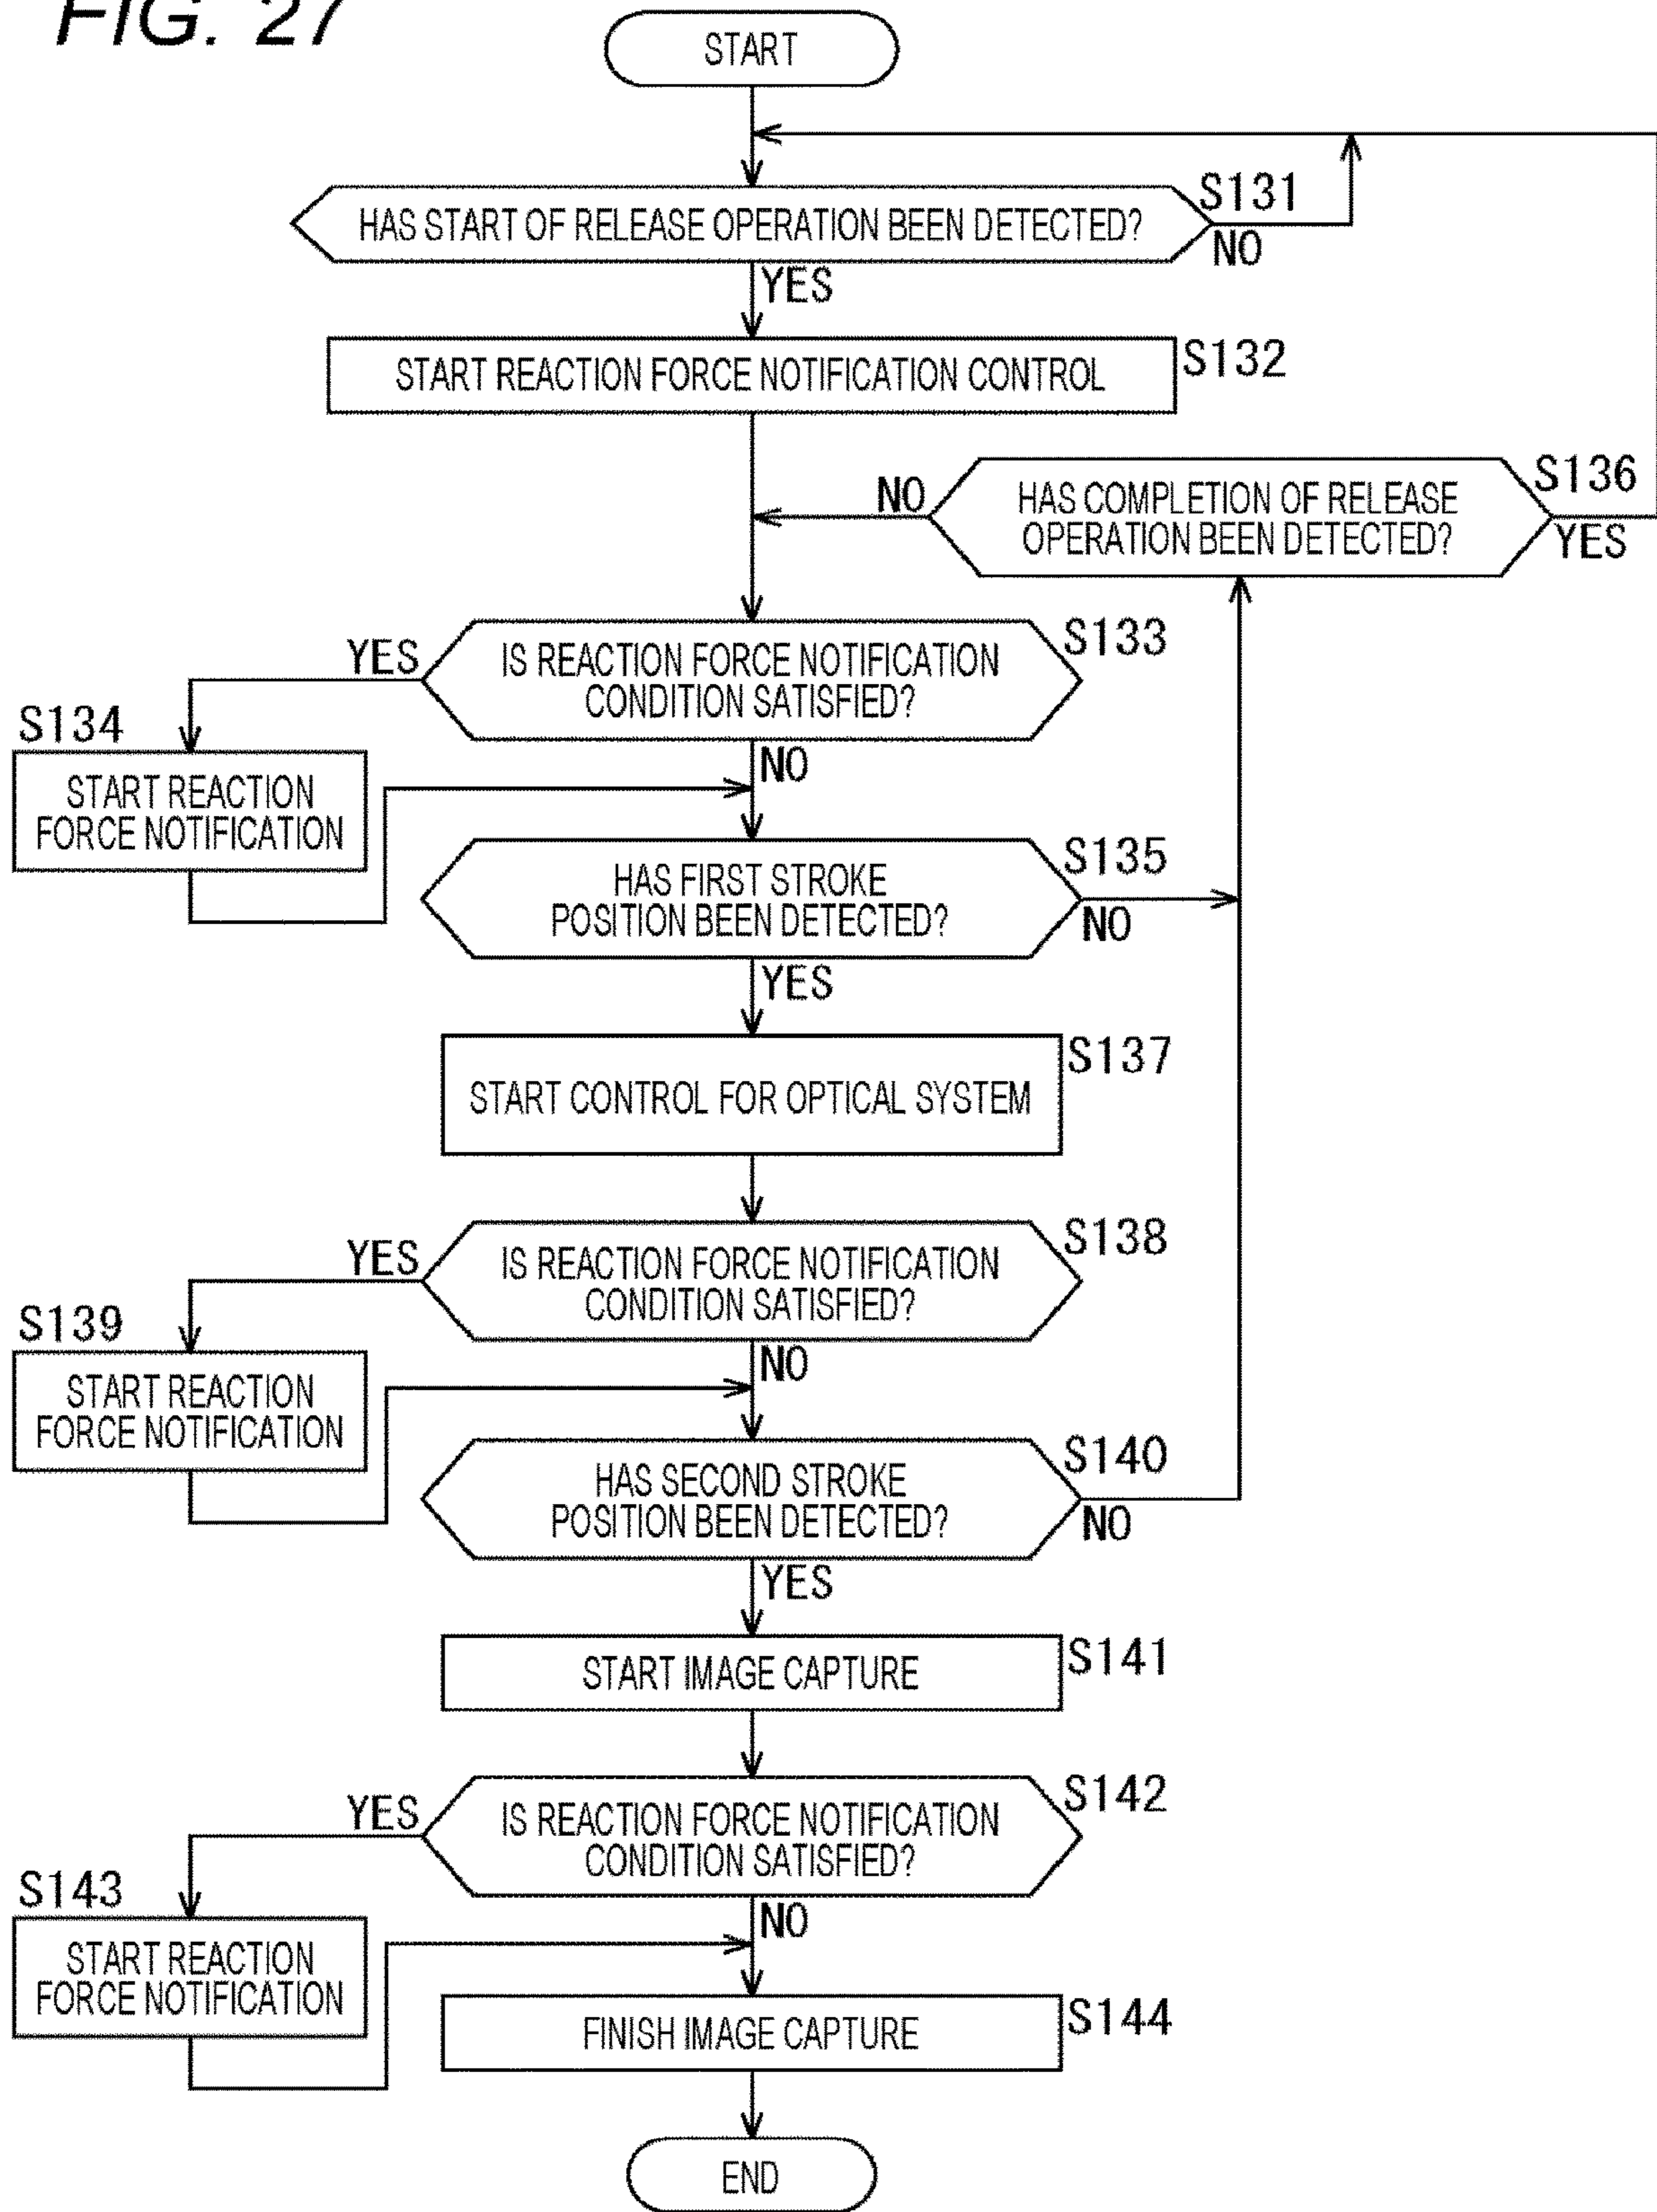 FIG. 27
START
HAS START OF RELEASE OPERATION BEEN DETECTED?
S131
NO
YES
START REACTION FORCE NOTIFICATION CONTROL
S132
NO
HAS COMPLETION OF RELEASE
OPERATION BEEN DETECTED?
S136
YES
YES
IS REACTION FORCE NOTIFICATION
CONDITION SATISFIED?
S133
S134
START REACTION
FORCE NOTIFICATION
NO
HAS FIRST STROKE
POSITION BEEN DETECTED?
S135
NO
YES
START CONTROL FOR OPTICAL SYSTEM
S137
YES
IS REACTION FORCE NOTIFICATION
CONDITION SATISFIED?
S138
S139
START REACTION
FORCE NOTIFICATION
NO
HAS SECOND STROKE
POSITION BEEN DETECTED?
S140
NO
YES
START IMAGE CAPTURE
S141
YES
IS REACTION FORCE NOTIFICATION
CONDITION SATISFIED?
S142
S143
START REACTION
FORCE NOTIFICATION
NO
FINISH IMAGE CAPTURE
S144
END